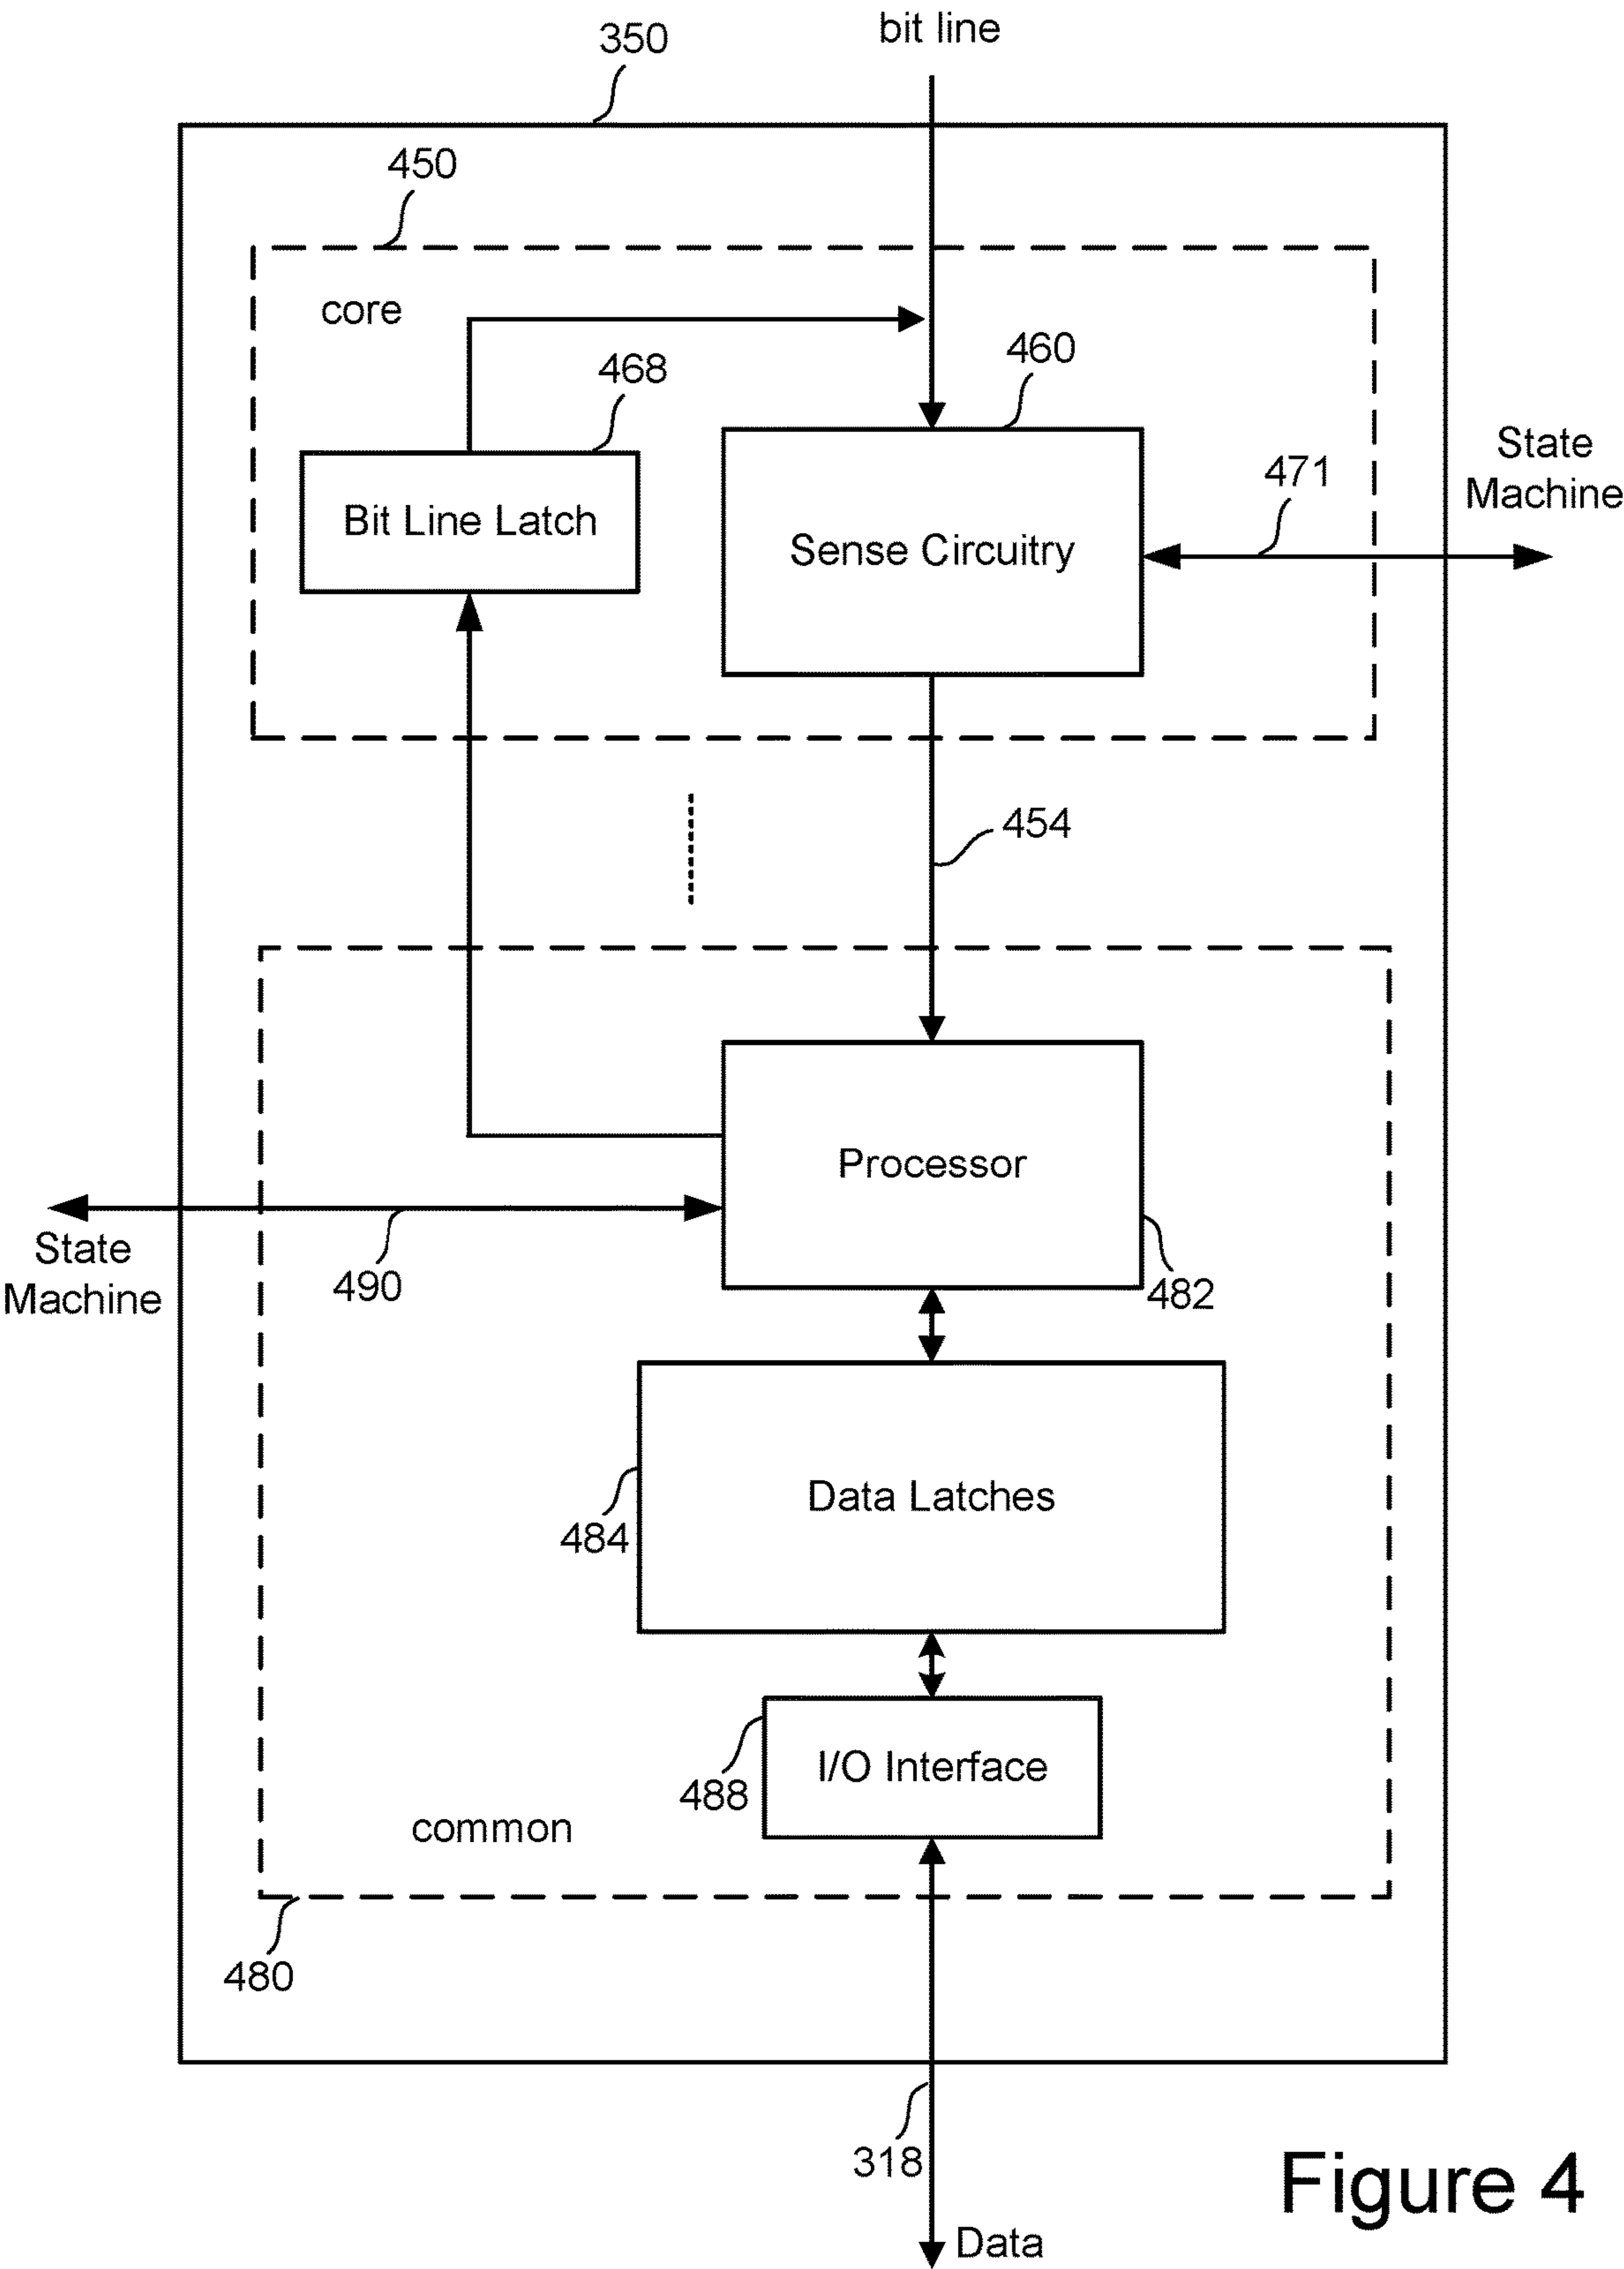 bit line
350
450
core
460
468
State
Machine
471
Bit Line Latch
Sense Circuitry
454
Processor
State
Machine
490
482
Data Latches
484
I/O Interface
488
common
480
318
Data
Figure 4